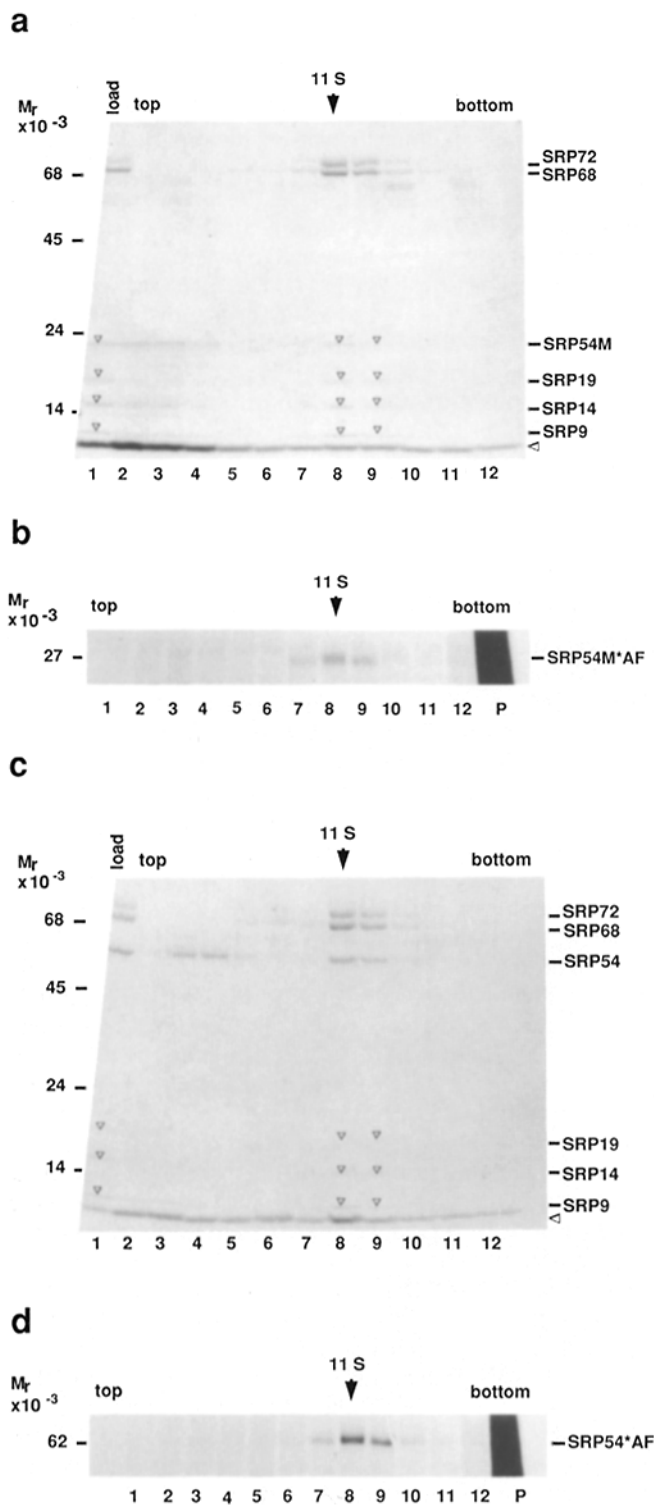 a
11 S
Mr
x10 -3
load
top
bottom
SRP72
68
SRP68
45
24
SRP54M
SRP19
14
SRP14
SRP9
1 2 3 4 5 6 7 8 9 10 11 12
b
11 S
Mr
x10 -3
top
bottom
27
SRP54M*AF
1 2 3 4 5 6 7 8 9 10 11 12 P
c
11 S
Mr
x10 -3
load
top
bottom
SRP72
68
SRP68
SRP54
45
24
SRP19
14
SRP14
SRP9
1 2 3 4 5 6 7 8 9 10 11 12
d
11 S
Mr
x10 -3
top
bottom
62
SRP54*AF
1 2 3 4 5 6 7 8 9 10 11 12 P